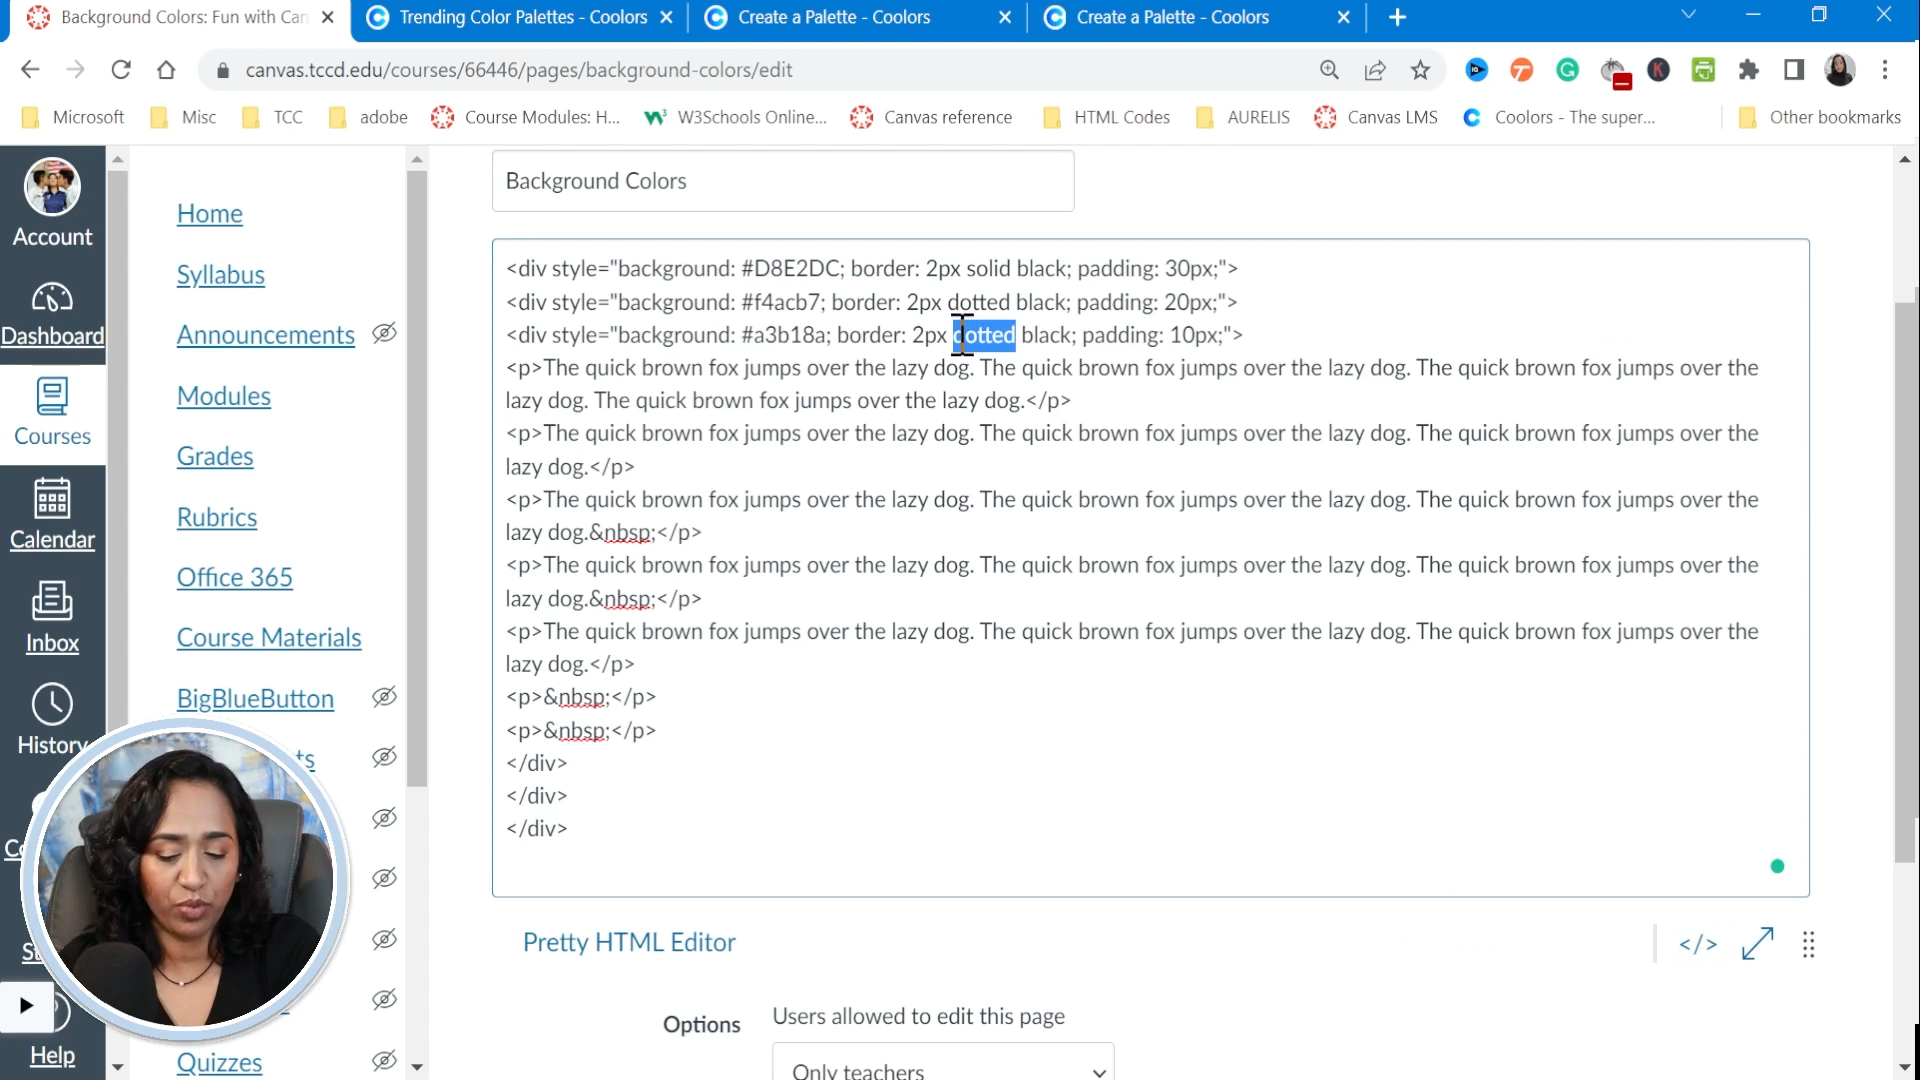 Background Colors: Fun with Can
Trending Color Palettes - Coolors
Create a Palette - Coolors
Create a Palette - Coolors
canvas.tccd.edu/courses/66446/pages/background-colors/edit
Microsoft
Misc
TCC
adobe
Course Modules: H...
W3Schools Online...
Canvas reference
HTML Codes
AURELIS
Canvas LMS
Coolors - The super...
Other bookmarks
Account
Dashboard
Courses
Calendar
Inbox
History
Help
Home
Syllabus
Announcements
Modules
Grades
Rubrics
Office 365
Course Materials
BigBlueButton
Quizzes
Background Colors
<div style="background: #D8E2DC; border: 2px solid black; padding: 30px;">
<div style="background: #f4acb7; border: 2px dotted black; padding: 20px;">
<div style="background: #a3b18a; border: 2px dotted black; padding: 10px;">
<p>The quick brown fox jumps over the lazy dog. The quick brown fox jumps over the lazy dog. The quick brown fox jumps over the
lazy dog. The quick brown fox jumps over the lazy dog.</p>
<p>The quick brown fox jumps over the lazy dog. The quick brown fox jumps over the lazy dog. The quick brown fox jumps over the
lazy dog.</p>
<p>The quick brown fox jumps over the lazy dog. The quick brown fox jumps over the lazy dog. The quick brown fox jumps over the
lazy dog.&nbsp;</p>
<p>The quick brown fox jumps over the lazy dog. The quick brown fox jumps over the lazy dog. The quick brown fox jumps over the
lazy dog.&nbsp;</p>
<p>The quick brown fox jumps over the lazy dog. The quick brown fox jumps over the lazy dog. The quick brown fox jumps over the
lazy dog.</p>
<p>&nbsp;</p>
<p>&nbsp;</p>
</div>
</div>
</div>
Pretty HTML Editor
</>
Options
Users allowed to edit this page
Only teachers